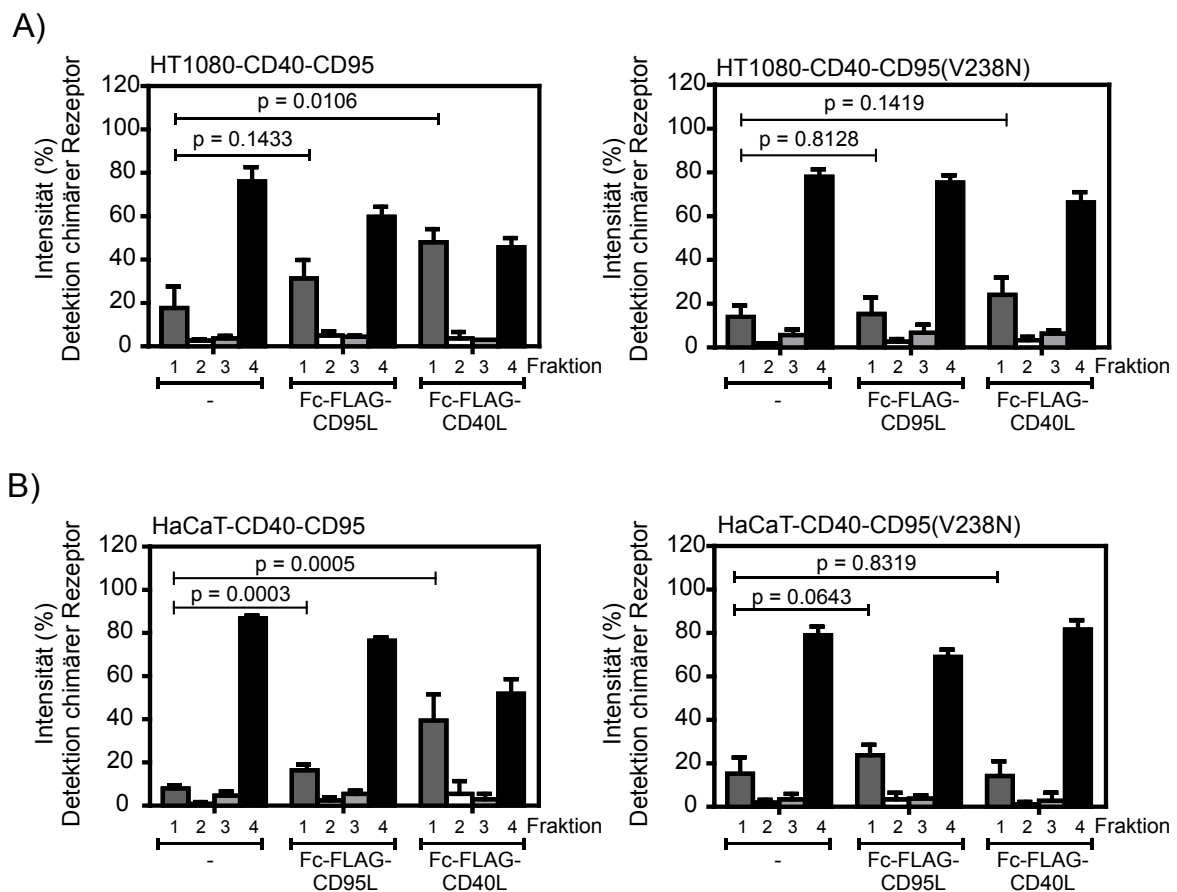 A)
HT1080-CD40-CD95
Intensität (%)
Detektion chimärer Rezeptor
120
100
80
60
40
20
0
p = 0.0106
p = 0.1433
1 2 3 4 1 2 3 4 1 2 3 4 Fraktion
- Fc-FLAG- Fc-FLAG-
CD95L CD40L
HT1080-CD40-CD95(V238N)
Intensität (%)
Detektion chimärer Rezeptor
120
100
80
60
40
20
0
p = 0.1419
p = 0.8128
1 2 3 4 1 2 3 4 1 2 3 4 Fraktion
- Fc-FLAG- Fc-FLAG-
CD95L CD40L
B)
HaCaT-CD40-CD95
Intensität (%)
Detektion chimärer Rezeptor
120
100
80
60
40
20
0
p = 0.0005
p = 0.0003
1 2 3 4 1 2 3 4 1 2 3 4 Fraktion
- Fc-FLAG- Fc-FLAG-
CD95L CD40L
HaCaT-CD40-CD95(V238N)
Intensität (%)
Detektion chimärer Rezeptor
120
100
80
60
40
20
0
p = 0.8319
p = 0.0643
1 2 3 4 1 2 3 4 1 2 3 4 Fraktion
- Fc-FLAG- Fc-FLAG-
CD95L CD40L